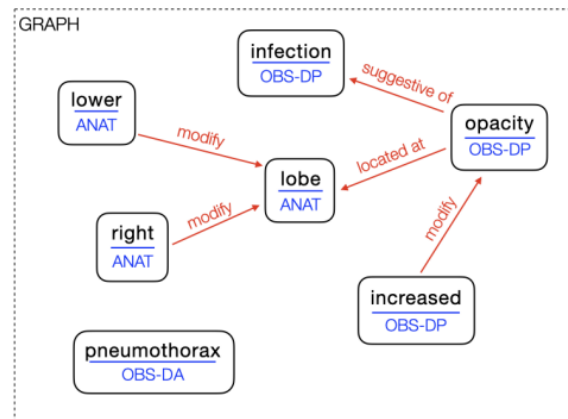 GRAPH
infection
OBS-DP
suggestive of
lower
ANAT
modify
opacity
OBS-DP
located at
lobe
ANAT
right
ANAT
modify
modify
increased
OBS-DP
pneumothorax
OBS-DA